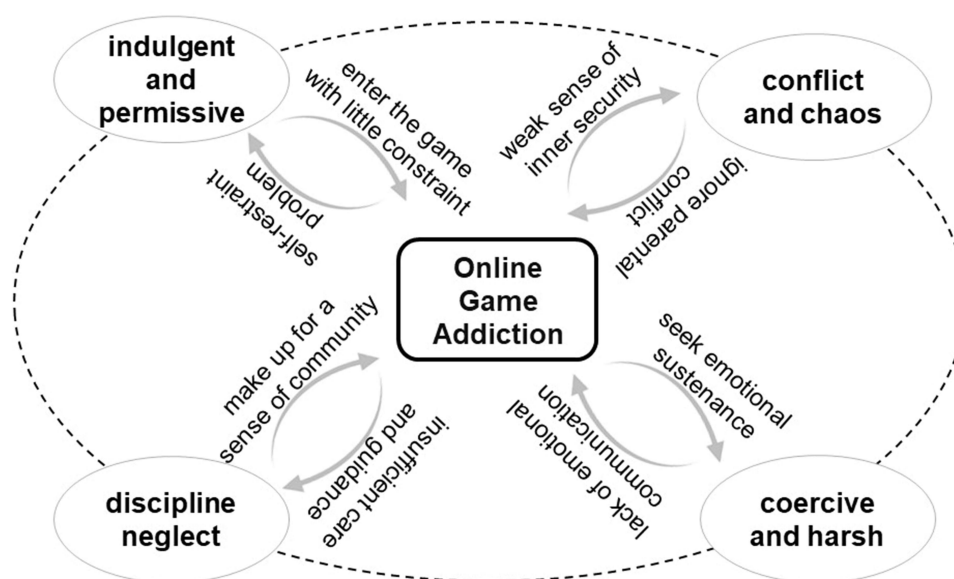 indulgent
and
permissive
enter the game
with little constraint
self-restraint
problem
weak sense of
inner security
conflict
and chaos
ignore parental
conflict
Online
Game
Addiction
make up for a
sense of community
insufficient care
and guidance
discipline
neglect
seek emotional
sustenance
lack of emotional
communication
coercive
and harsh